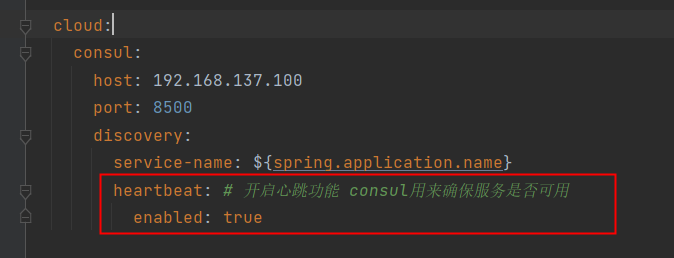 cloud:
consul:
host: 192.168.137.100
port: 8500
discovery:
service-name: ${spring.application.name}
heartbeat: # 开启心跳功能 consul用来确保服务是否可用
enabled: true